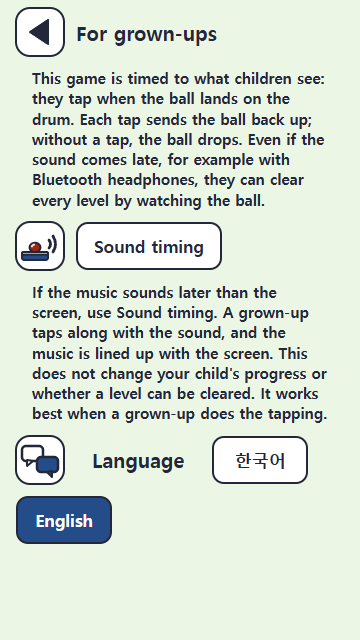 For grown-ups
This game is timed to what children see:
they tap when the ball lands on the
drum. Each tap sends the ball back up;
without a tap, the ball drops. Even if the
sound comes late, for example with
Bluetooth headphones, they can clear
every level by watching the ball.
Sound timing
If the music sounds later than the
screen, use Sound timing. A grown-up
taps along with the sound, and the
music is lined up with the screen. This
does not change your child's progress or
whether a level can be cleared. It works
best when a grown-up does the tapping.
Language
한국어
English